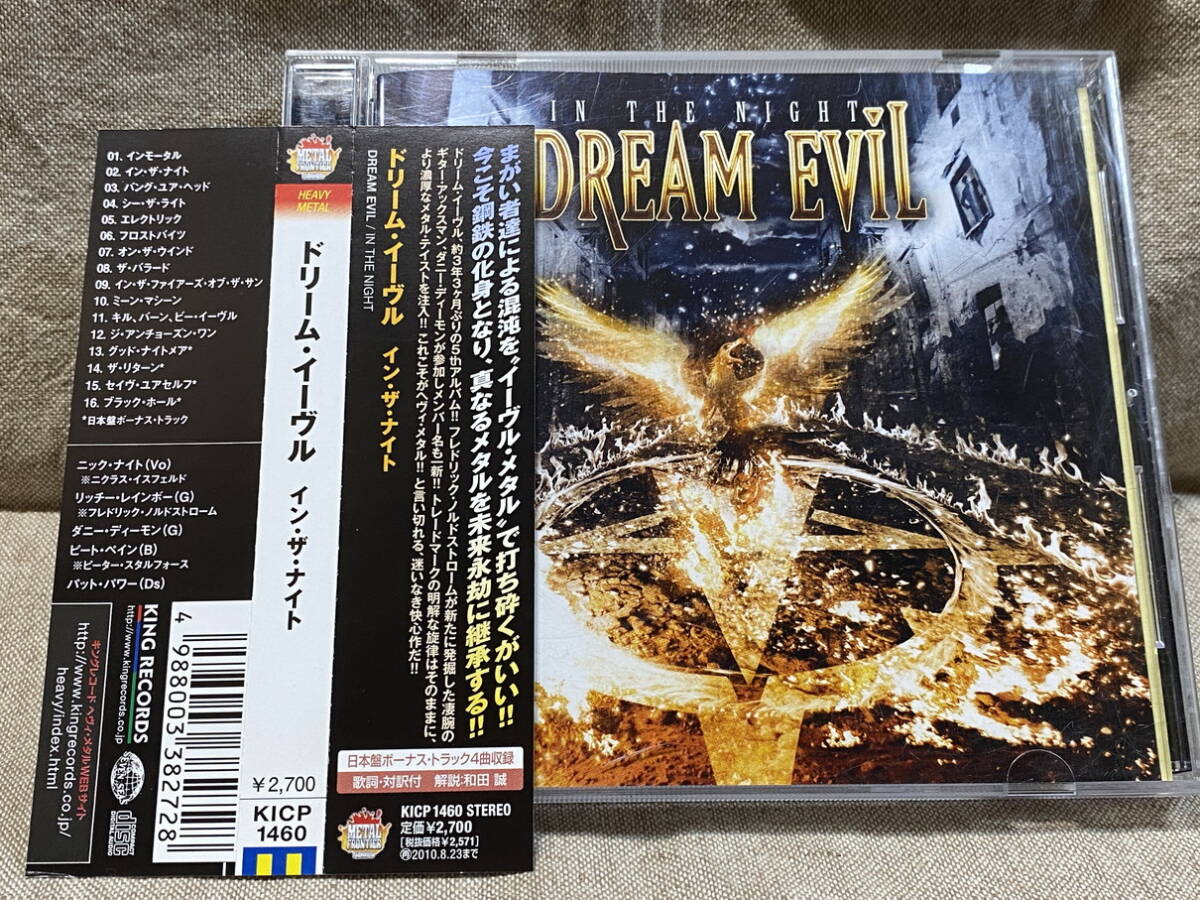 01. インモータル
02. イン・ザ・ナイト
03. バング・ユア・ヘッド
04. シー・ザ・ライト
05. エレクトリック
06. フロストバイツ
07. オン・ザ・ウインド
08. ザ・バラード
09. イン・ザ・ファイアーズ・オブ・ザ・サン
10. ミーン・マシーン
11. キル、バーン、ビー・イーヴル
12. ジ・アンチョーズン・ワン
13. グッド・ナイトメア*
14. ザ・リターン*
15. セイヴ・ユアセルフ*
16. ブラック・ホール*
*日本盤ボーナス・トラック
ニック・ナイト(Vo)
※ニクラス・イスフェルド
リッチー・レインボー(G)
※フレドリック・ノルドストローム
ダニー・ディーモン(G)
ピート・ペイン(B)
※ピーター・スタルフォース
パット・パワー(Ds)
キングレコード ヘヴィ・メタルWEBサイト
http://www.kingrecords.co.jp/
heavy/index.html
KING RECORDS
http://www.kingrecords.co.jp
4 988003 382728
COMPACT
disc
DIGITAL AUDIO
METAL
FRONTIER
HEAVY
METAL
ドリーム・イーヴル イン・ザ・ナイト
¥2,700
KICP
1460
まがい者達による混沌を“イーヴル・メタル”で打ち砕くがいい!!
今こそ鋼鉄の化身となり、真なるメタルを未来永劫に継承する!!
ドリーム・イーヴル、約3年3ヶ月ぶりの5thアルバム!! フレドリック・ノルドストロームが新たに発掘した凄腕の
ギター・アックスマン、ダニー・ディーモンが参加しメンバー名も一新!! トレードマークの明解な旋律はそのままに、
より濃厚なメタル・テイストを注入!! これこそがヘヴィ・メタル!! と言い切れる、迷いなき快心作だ!!
ドリーム・イーヴル イン・ザ・ナイト
DREAM EVIL / IN THE NIGHT
日本盤ボーナス・トラック4曲収録
歌詞・対訳付 解説:和田 誠
METAL
FRONTIER
KICP 1460 STEREO
定価¥2,700
[税抜価格¥2,571]
再2010.8.23まで
IN THE NIGHT
DREAM EVIL